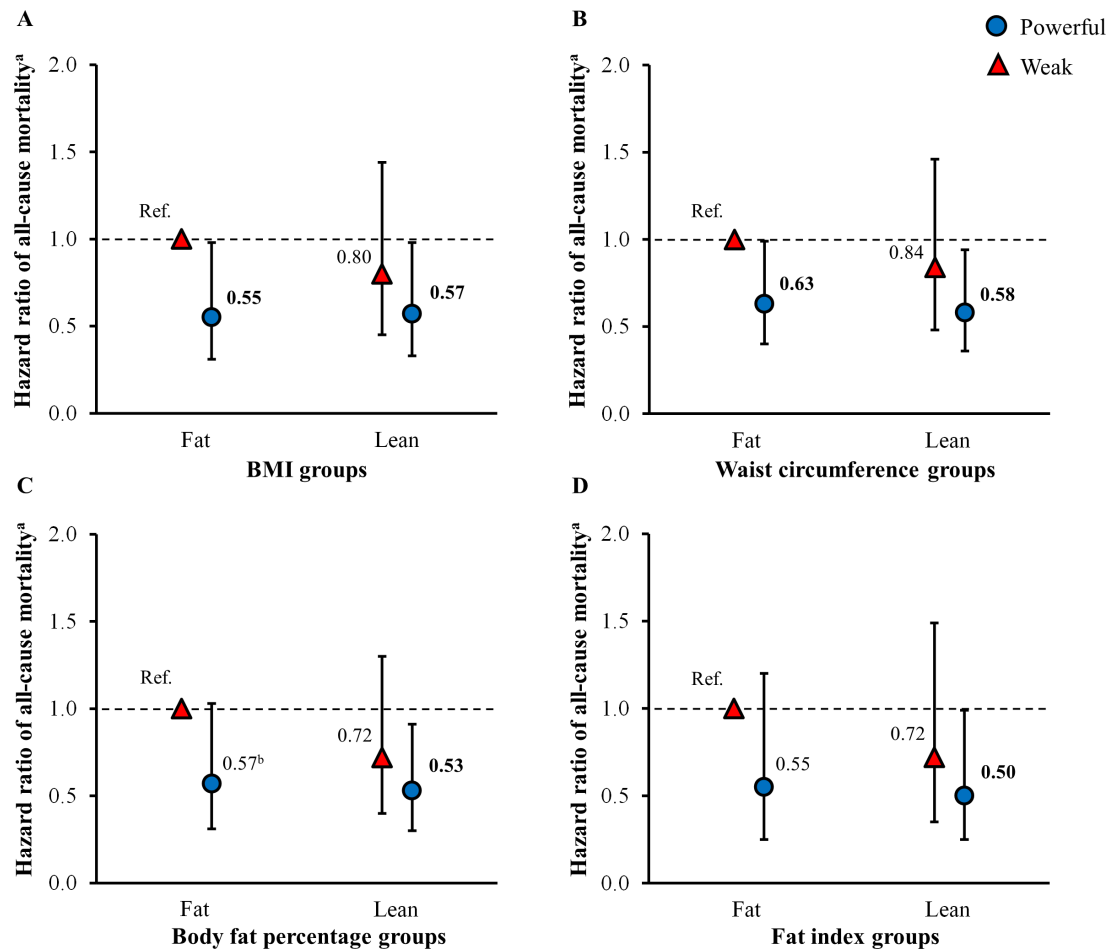 A
Hazard ratio of all-cause mortalityᵃ
2.0
1.5
1.0
0.5
0.0
Ref.
0.55
0.80
0.57
Fat
Lean
BMI groups
B
Powerful
Weak
Hazard ratio of all-cause mortalityᵃ
2.0
1.5
1.0
0.5
0.0
Ref.
0.63
0.84
0.58
Fat
Lean
Waist circumference groups
C
Hazard ratio of all-cause mortalityᵃ
2.0
1.5
1.0
0.5
0.0
Ref.
0.57ᵇ
0.72
0.53
Fat
Lean
Body fat percentage groups
D
Hazard ratio of all-cause mortalityᵃ
2.0
1.5
1.0
0.5
0.0
Ref.
0.55
0.72
0.50
Fat
Lean
Fat index groups